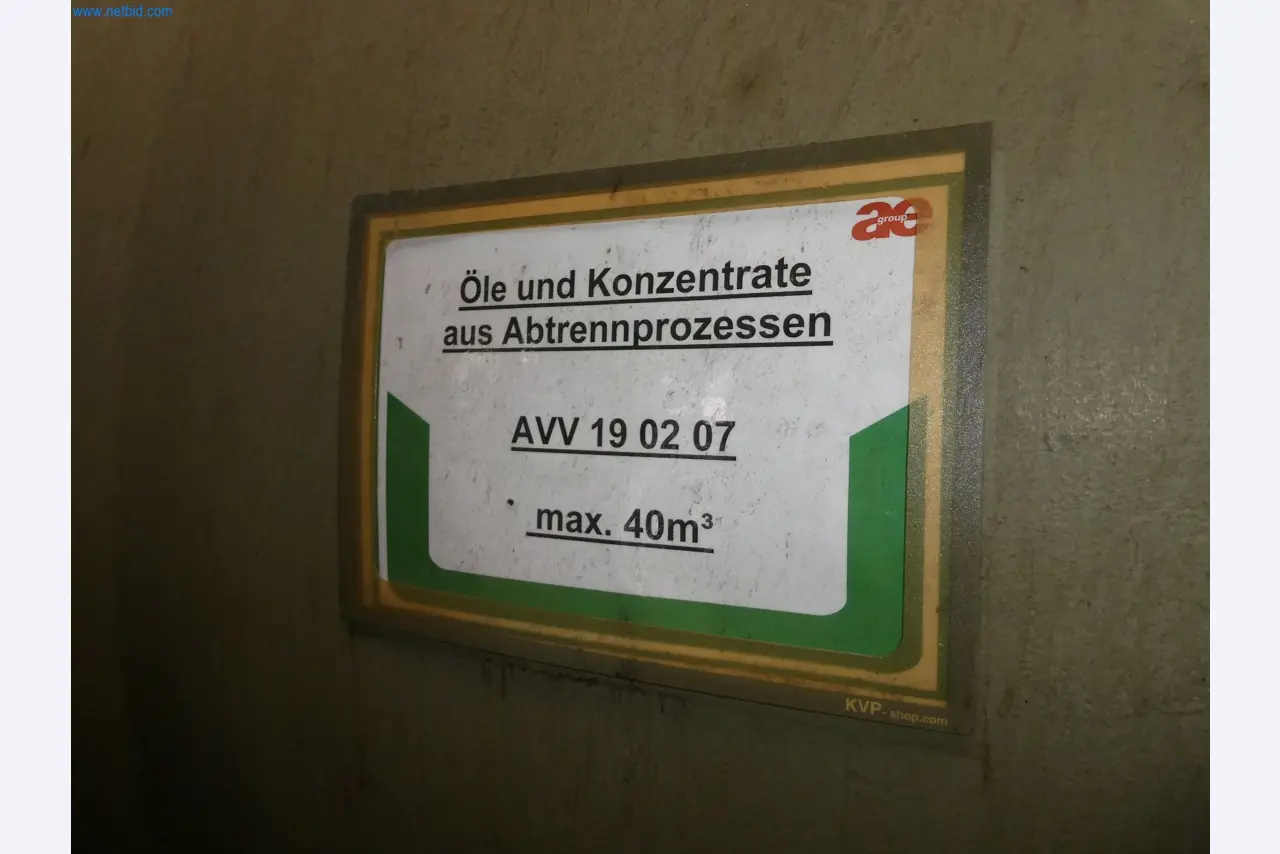 www.netbid.com
ae group
Öle und Konzentrate
aus Abtrennprozessen
AVV 19 02 07
max. 40m³
KVP-shop.com